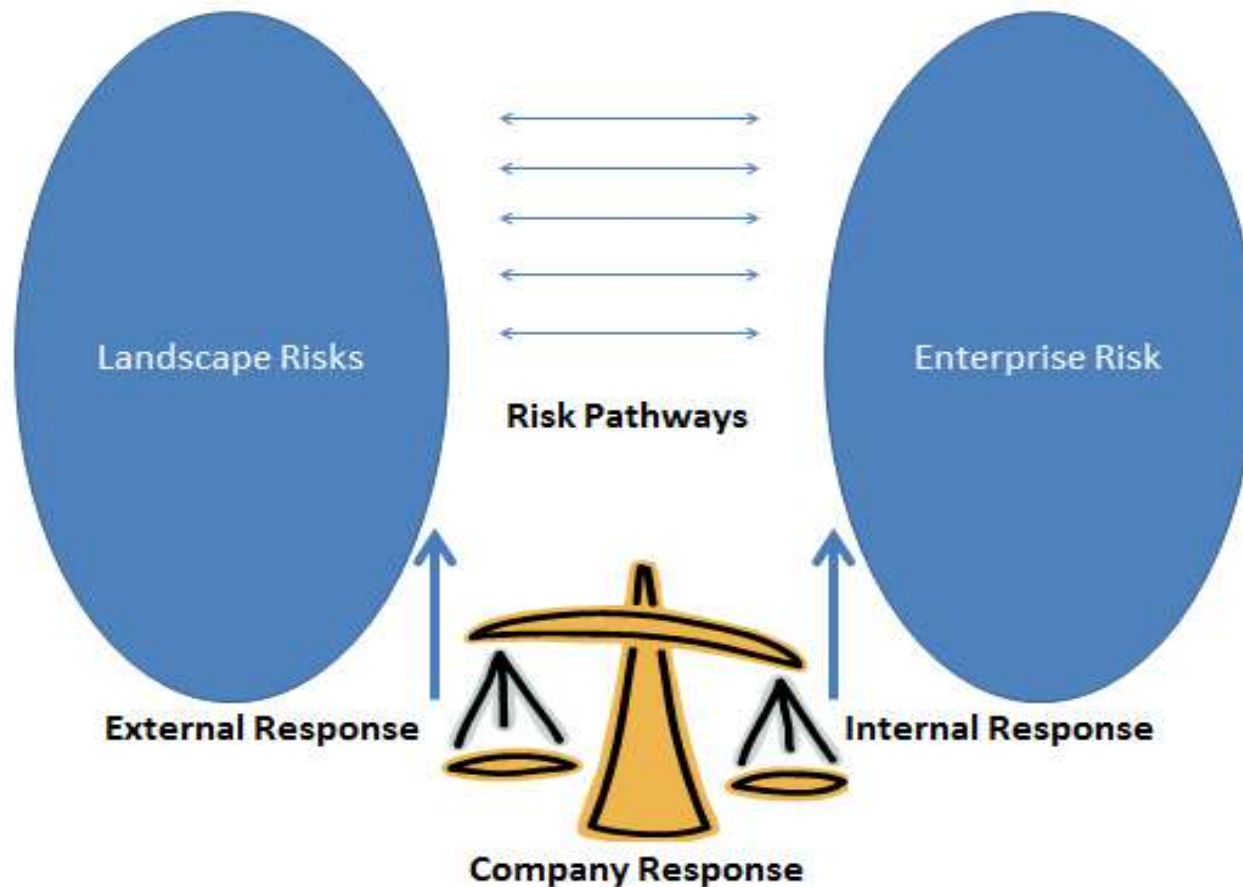 Landscape Risks
Enterprise Risk
Risk Pathways
External Response
Internal Response
Company Response